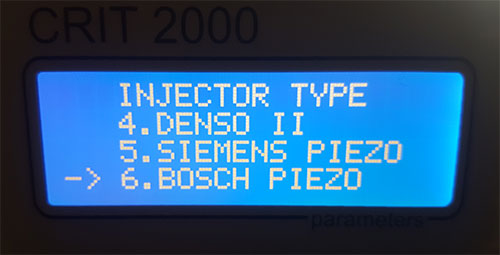 CRIT 2000
INJECTOR TYPE
4.DENSO II
5.SIEMENS PIEZO
-> 6.BOSCH PIEZO
parameters